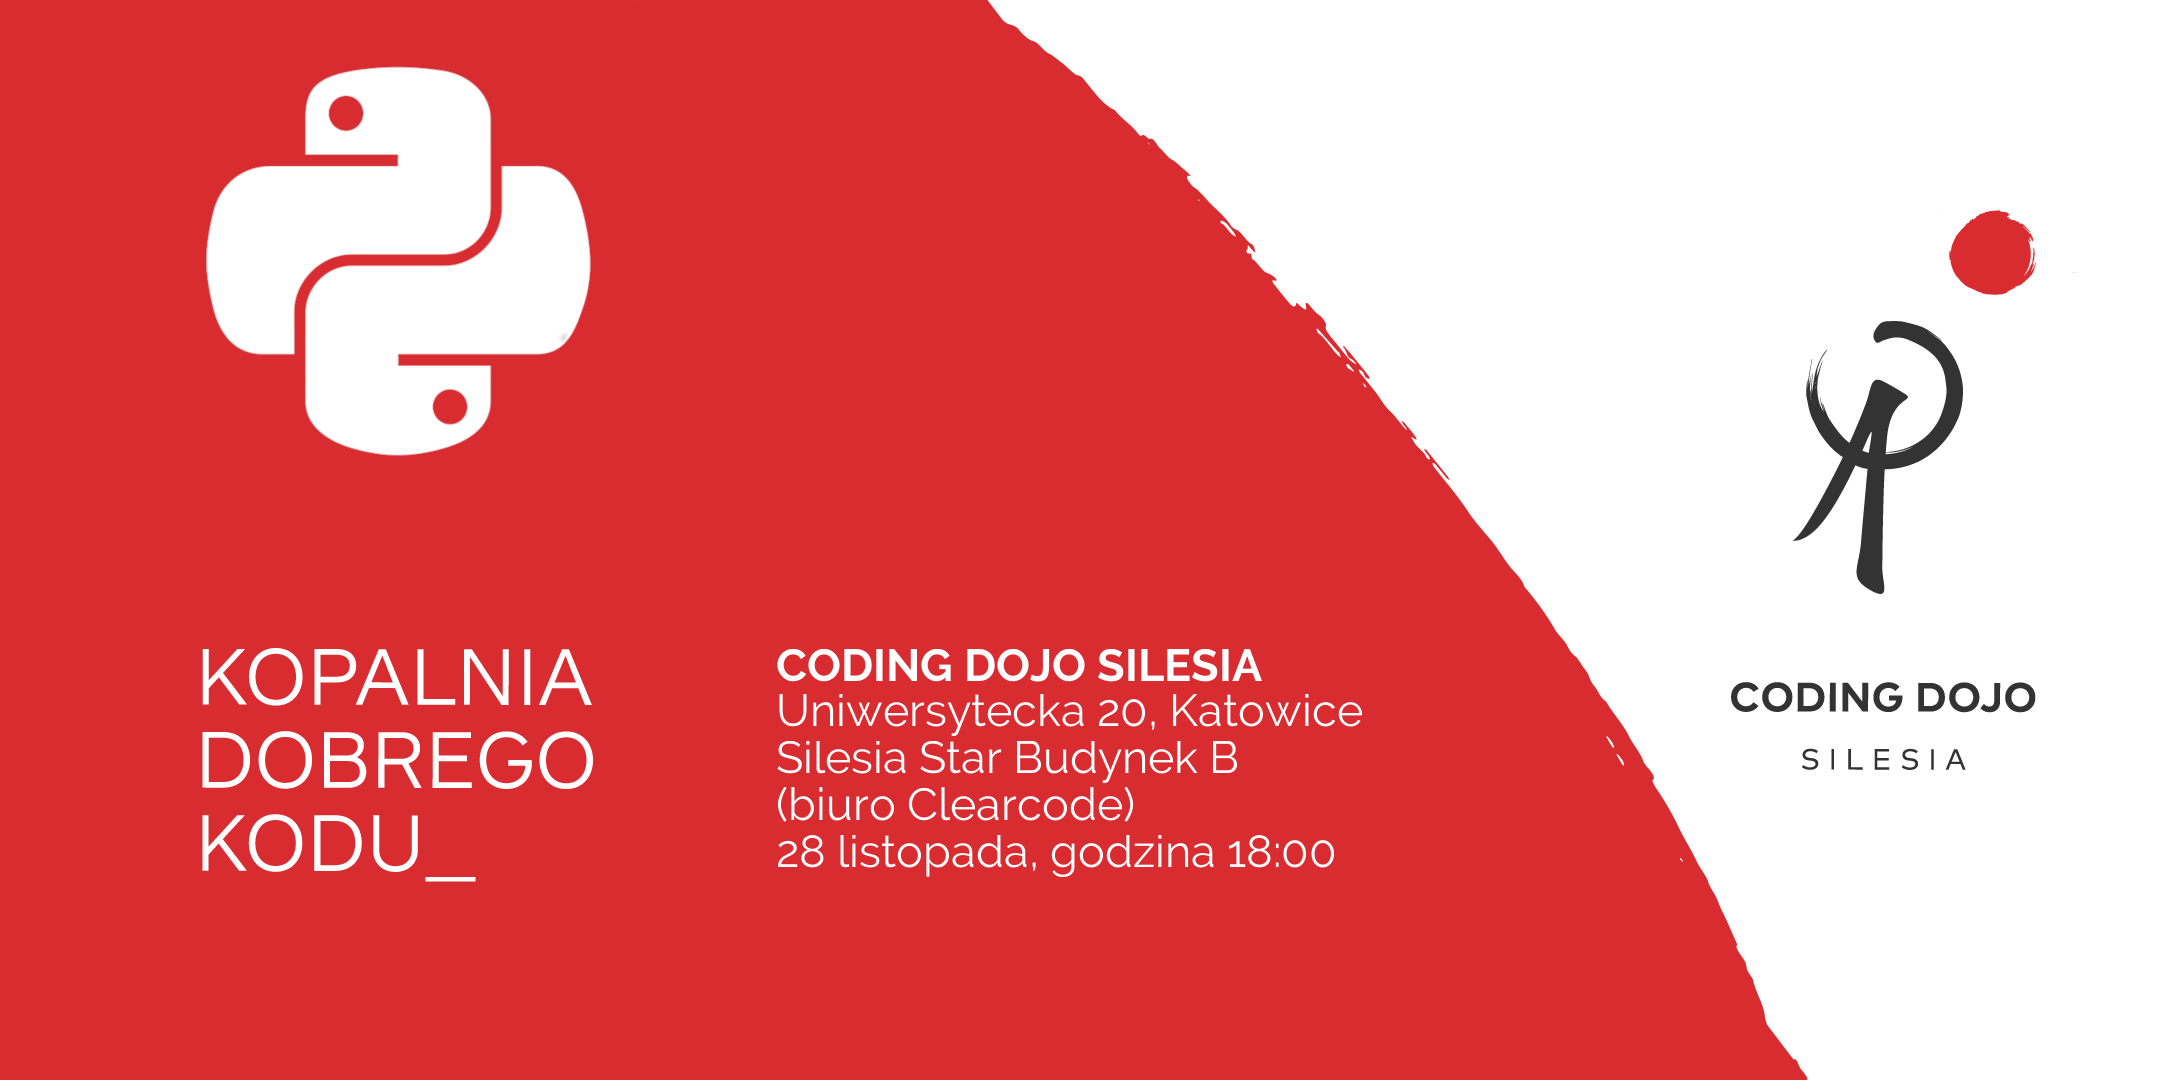 KOPALNIA
DOBREGO
KODU_
CODING DOJO SILESIA
Uniwersytecka 20, Katowice
Silesia Star Budynek B
(biuro Clearcode)
28 listopada, godzina 18:00
CODING DOJO
SILESIA